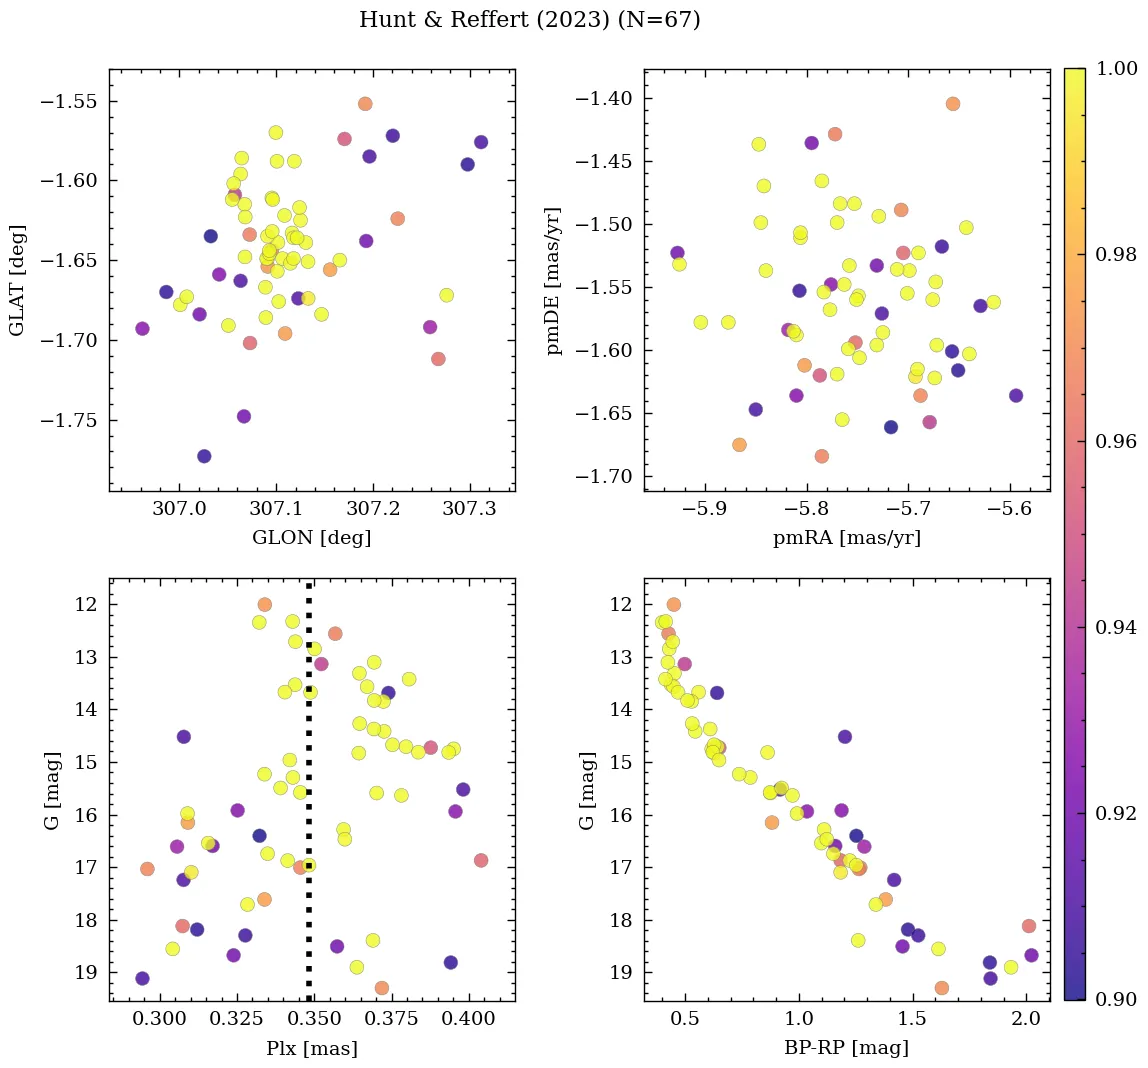 Hunt & Reffert (2023) (N=67)
−1.55
−1.60
−1.65
−1.70
−1.75
GLAT [deg]
307.0 307.1 307.2 307.3
GLON [deg]
−1.40
−1.45
−1.50
−1.55
−1.60
−1.65
−1.70
pmDE [mas/yr]
−5.9 −5.8 −5.7 −5.6
pmRA [mas/yr]
12
13
14
15
16
17
18
19
G [mag]
0.300 0.325 0.350 0.375 0.400
Plx [mas]
12
13
14
15
16
17
18
19
G [mag]
0.5 1.0 1.5 2.0
BP-RP [mag]
1.00
0.98
0.96
0.94
0.92
0.90